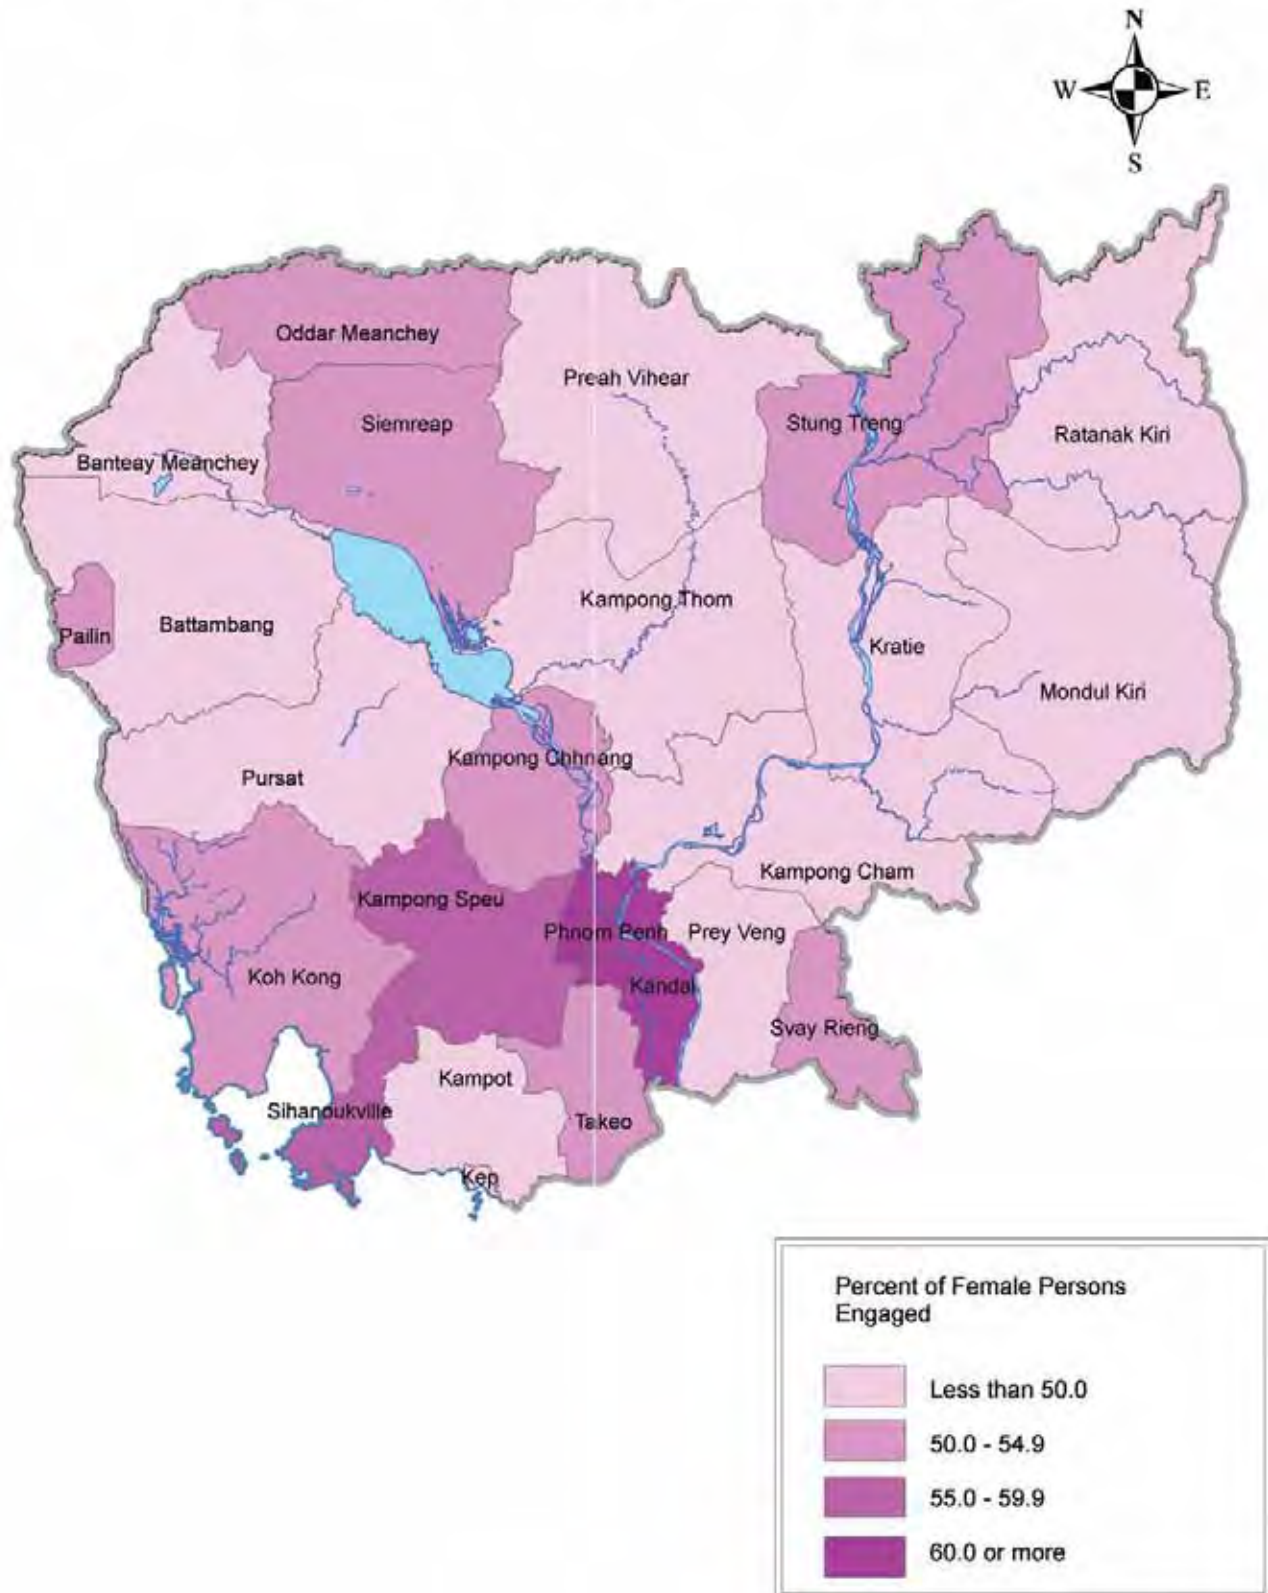 N
W E
S
Oddar Meanchey
Preah Vihear
Siemreap
Stung Treng
Ratanak Kiri
Banteay Meanchey
Kampong Thom
Battambang
Pailin
Kratie
Mondul Kiri
Kampong Chhnang
Pursat
Kampong Cham
Kampong Speu
Phnom Penh
Prey Veng
Koh Kong
Kandal
Svay Rieng
Kampot
Sihanoukville
Takeo
Kep
Percent of Female Persons
Engaged
Less than 50.0
50.0 - 54.9
55.0 - 59.9
60.0 or more